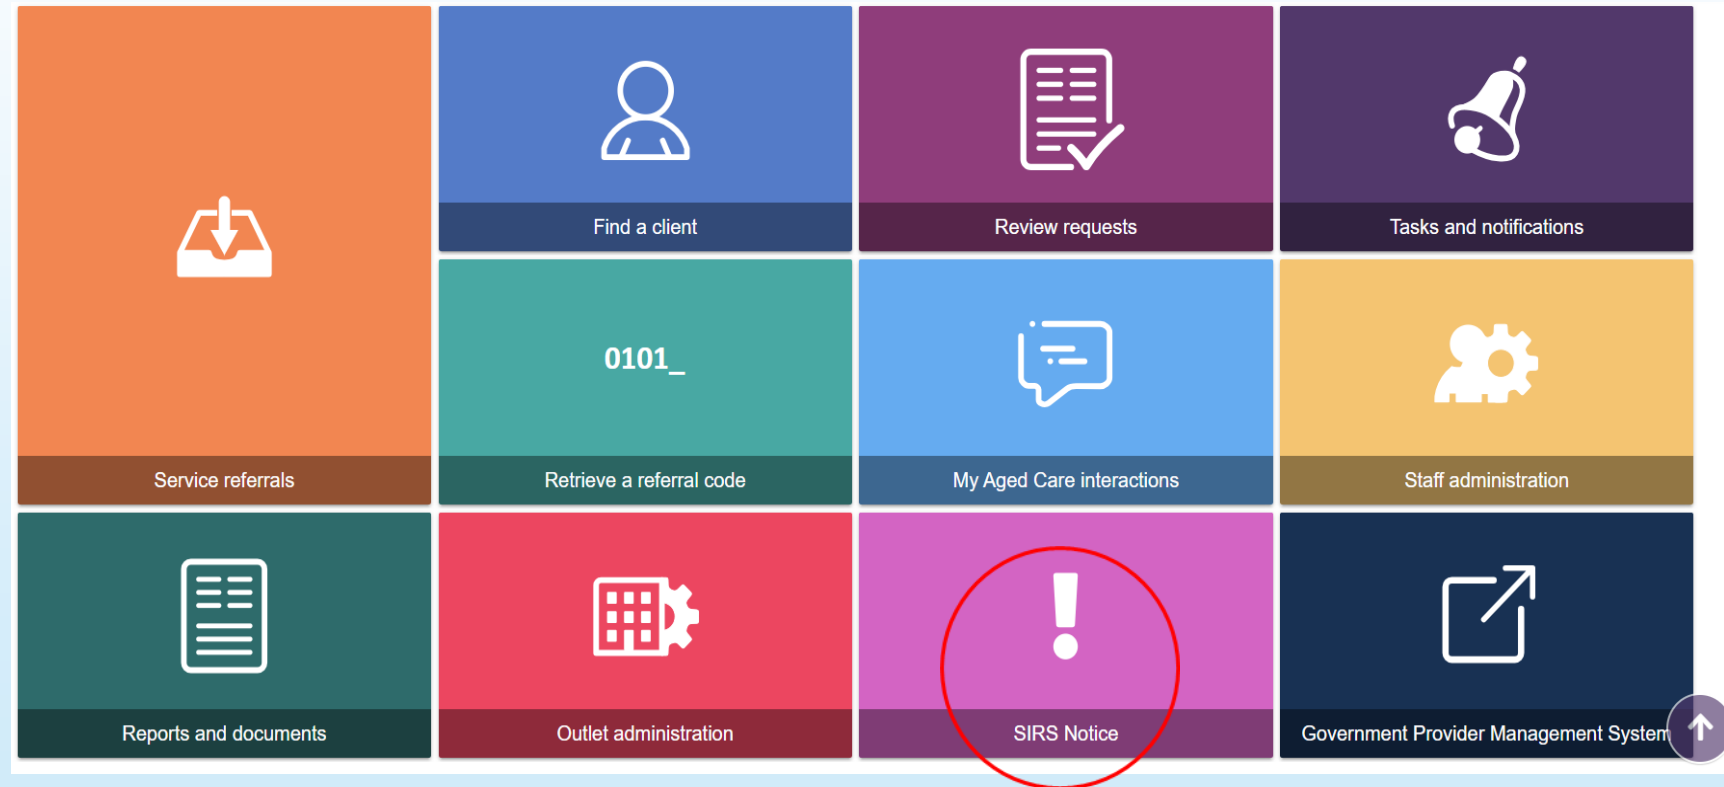 Find a client
Review requests
Tasks and notifications
0101_
Service referrals
Retrieve a referral code
My Aged Care interactions
Staff administration
Reports and documents
Outlet administration
SIRS Notice
Government Provider Management System